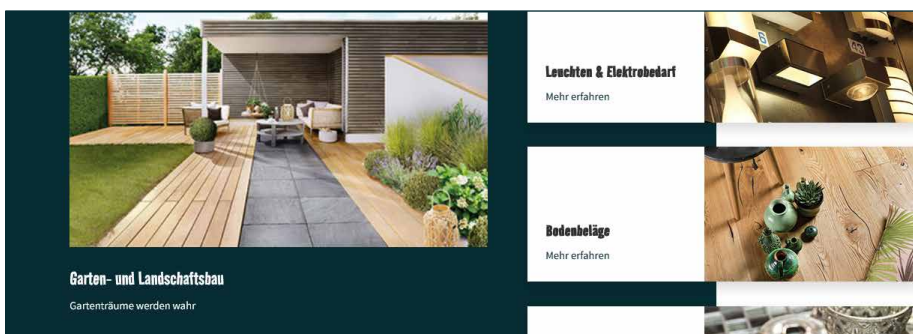 Garten- und Landschaftsbau
Gartenträume werden wahr
Leuchten & Elektrobedarf
Mehr erfahren
Bodenbeläge
Mehr erfahren